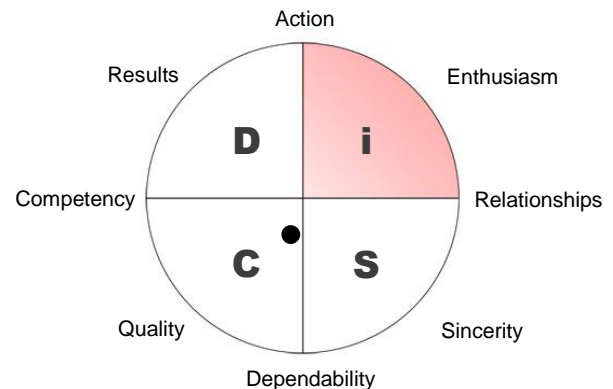 Action
Results
Enthusiasm
D
i
Competency
Relationships
C
S
Quality
Sincerity
Dependability